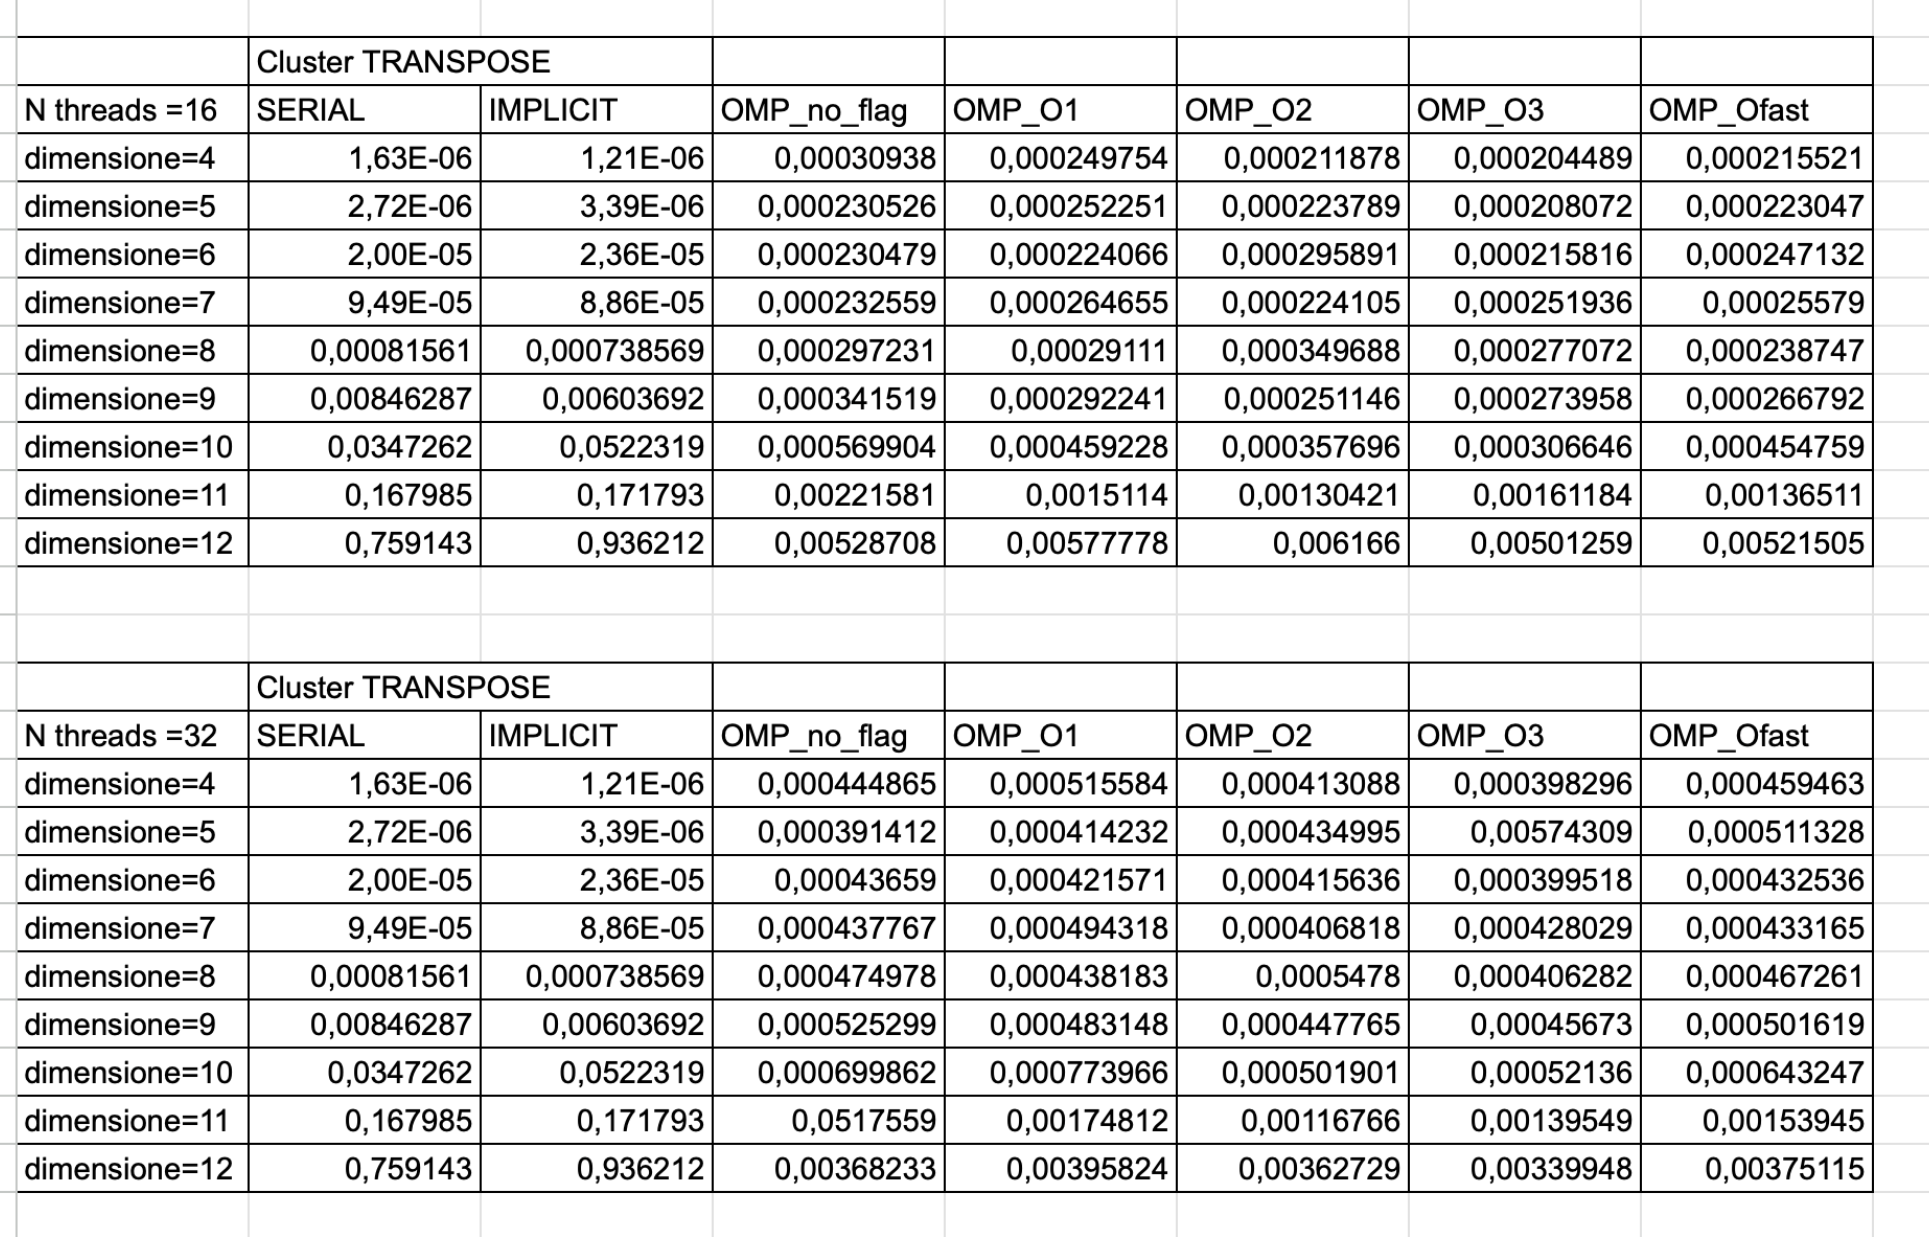 Cluster TRANSPOSE
N threads =16 SERIAL IMPLICIT OMP_no_flag OMP_O1 OMP_O2 OMP_O3 OMP_Ofast
dimensione=4 1,63E-06 1,21E-06 0,00030938 0,000249754 0,000211878 0,000204489 0,000215521
dimensione=5 2,72E-06 3,39E-06 0,000230526 0,000252251 0,000223789 0,000208072 0,000223047
dimensione=6 2,00E-05 2,36E-05 0,000230479 0,000224066 0,000295891 0,000215816 0,000247132
dimensione=7 9,49E-05 8,86E-05 0,000232559 0,000264655 0,000224105 0,000251936 0,00025579
dimensione=8 0,00081561 0,000738569 0,000297231 0,00029111 0,000349688 0,000277072 0,000238747
dimensione=9 0,00846287 0,00603692 0,000341519 0,000292241 0,000251146 0,000273958 0,000266792
dimensione=10 0,0347262 0,0522319 0,000569904 0,000459228 0,000357696 0,000306646 0,000454759
dimensione=11 0,167985 0,171793 0,00221581 0,0015114 0,00130421 0,00161184 0,00136511
dimensione=12 0,759143 0,936212 0,00528708 0,00577778 0,006166 0,00501259 0,00521505
Cluster TRANSPOSE
N threads =32 SERIAL IMPLICIT OMP_no_flag OMP_O1 OMP_O2 OMP_O3 OMP_Ofast
dimensione=4 1,63E-06 1,21E-06 0,000444865 0,000515584 0,000413088 0,000398296 0,000459463
dimensione=5 2,72E-06 3,39E-06 0,000391412 0,000414232 0,000434995 0,00574309 0,000511328
dimensione=6 2,00E-05 2,36E-05 0,00043659 0,000421571 0,000415636 0,000399518 0,000432536
dimensione=7 9,49E-05 8,86E-05 0,000437767 0,000494318 0,000406818 0,000428029 0,000433165
dimensione=8 0,00081561 0,000738569 0,000474978 0,000438183 0,0005478 0,000406282 0,000467261
dimensione=9 0,00846287 0,00603692 0,000525299 0,000483148 0,000447765 0,00045673 0,000501619
dimensione=10 0,0347262 0,0522319 0,000699862 0,000773966 0,000501901 0,00052136 0,000643247
dimensione=11 0,167985 0,171793 0,0517559 0,00174812 0,00116766 0,00139549 0,00153945
dimensione=12 0,759143 0,936212 0,00368233 0,00395824 0,00362729 0,00339948 0,00375115